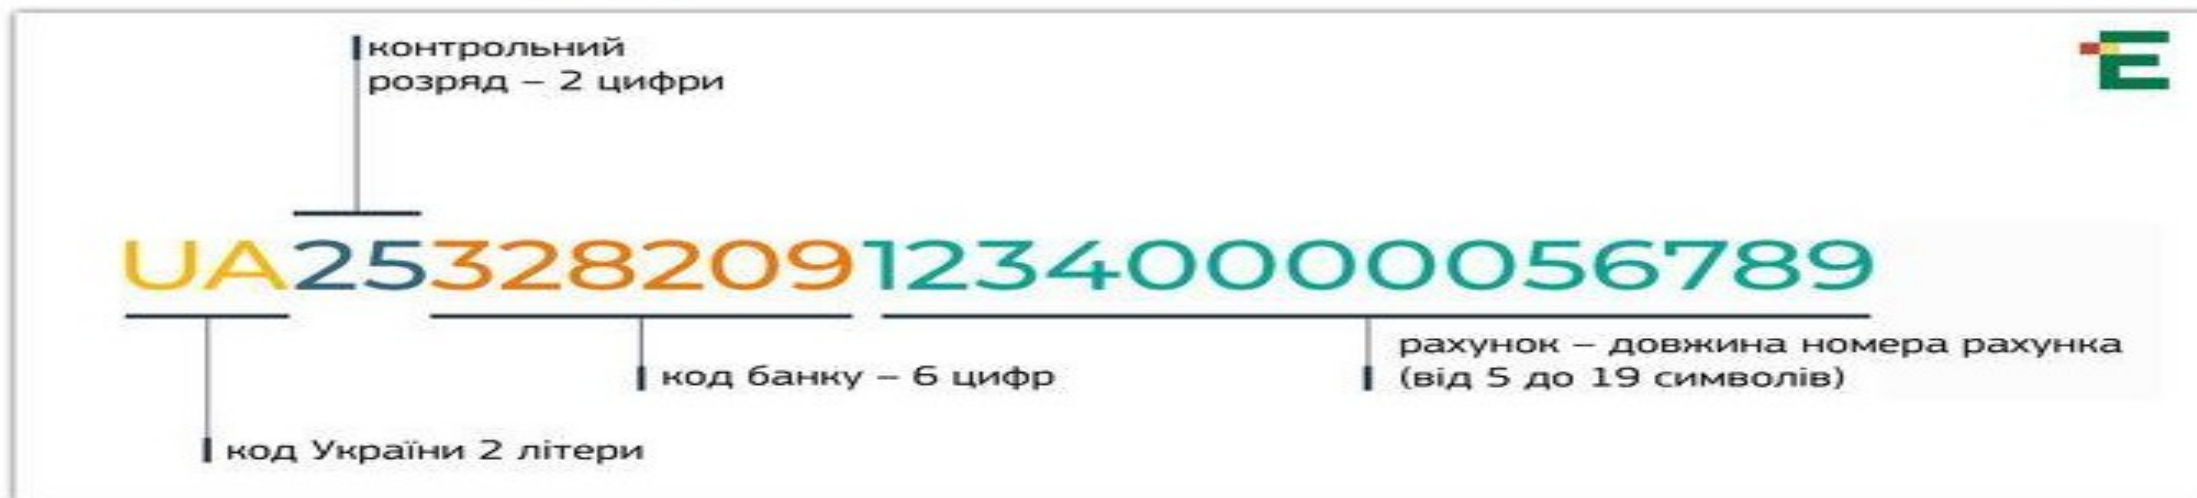 контрольний
розряд – 2 цифри
E
UA2532820912340000056789
рахунок – довжина номера рахунка
(від 5 до 19 символів)
код банку – 6 цифр
код України 2 літери